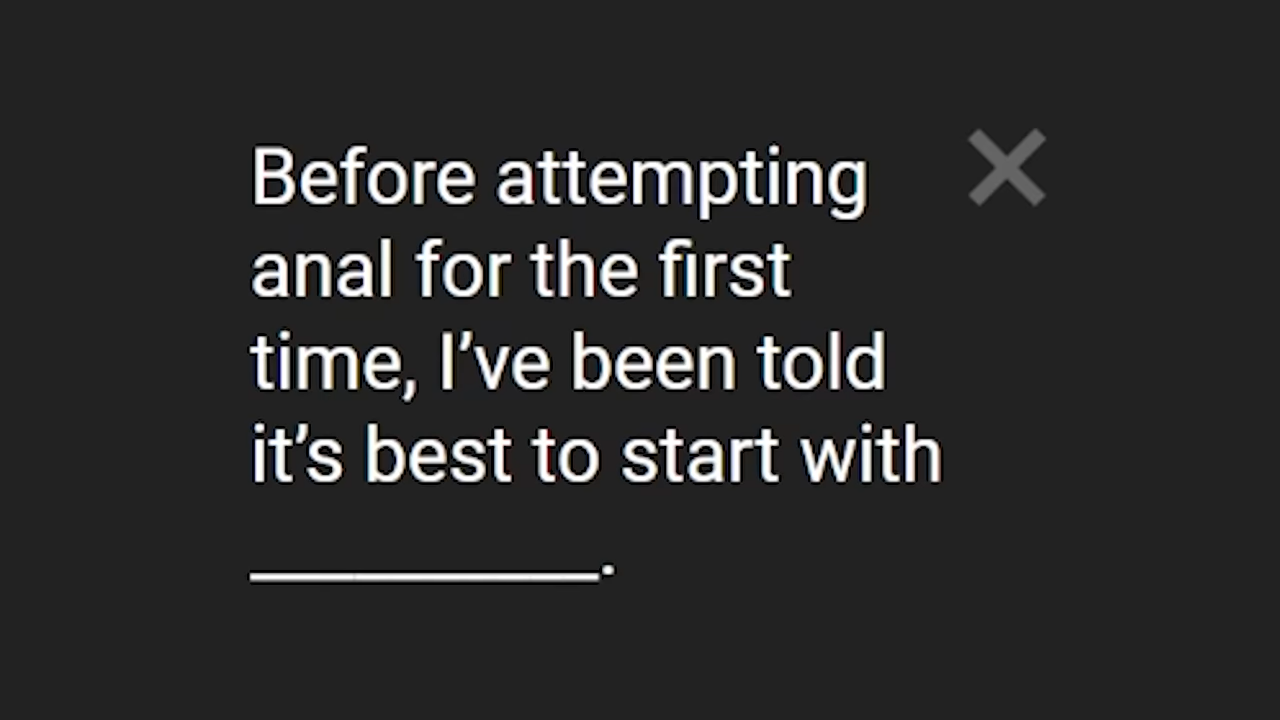 Before attempting
anal for the first
time, I’ve been told
it’s best to start with
__________.